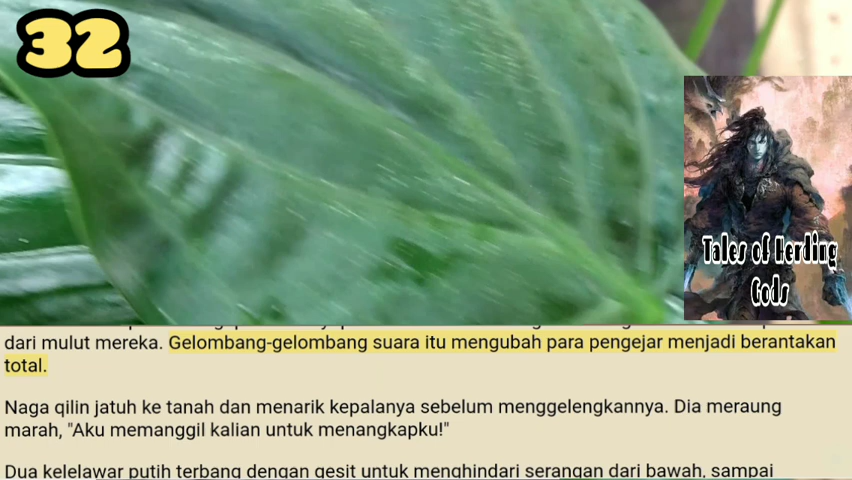 32
Tales of Herding
Gods
dari mulut mereka. Gelombang-gelombang suara itu mengubah para pengejar menjadi berantakan
total.
Naga qilin jatuh ke tanah dan menarik kepalanya sebelum menggelengkannya. Dia meraung
marah, "Aku memanggil kalian untuk menangkapku!"
Dua kelelawar putih terbang dengan gesit untuk menghindari serangan dari bawah, sampai